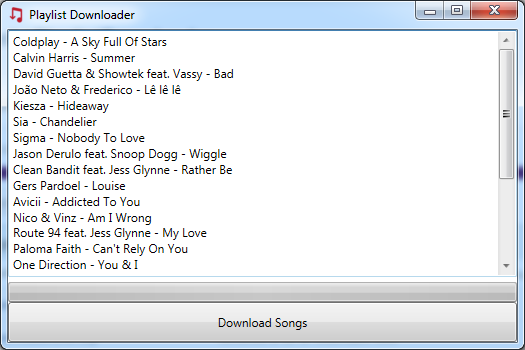 Playlist Downloader
Coldplay - A Sky Full Of Stars
Calvin Harris - Summer
David Guetta & Showtek feat. Vassy - Bad
João Neto & Frederico - Lê lê lê
Kiesza - Hideaway
Sia - Chandelier
Sigma - Nobody To Love
Jason Derulo feat. Snoop Dogg - Wiggle
Clean Bandit feat. Jess Glynne - Rather Be
Gers Pardoel - Louise
Avicii - Addicted To You
Nico & Vinz - Am I Wrong
Route 94 feat. Jess Glynne - My Love
Paloma Faith - Can't Rely On You
One Direction - You & I
Download Songs